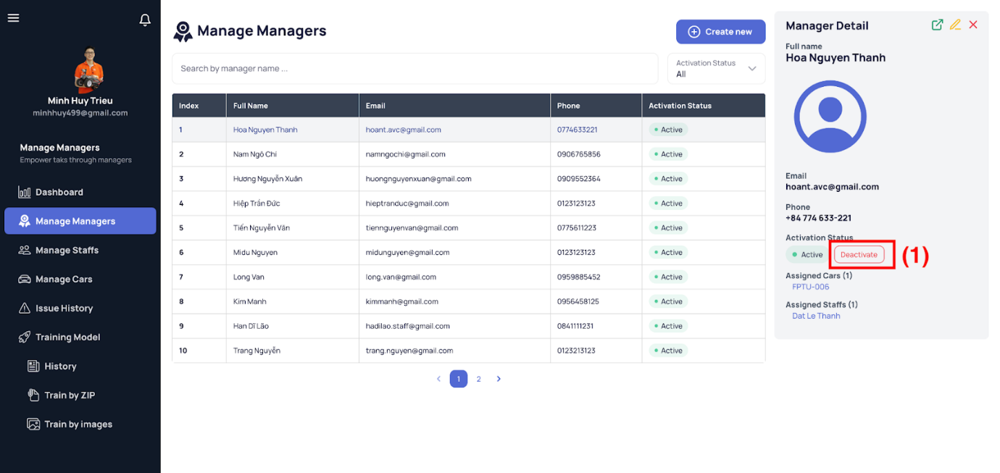 Minh Huy Trieu
minhhuy499@gmail.com
Manage Managers
Empower taks through managers
Dashboard
Manage Managers
Manage Staffs
Manage Cars
Issue History
Training Model
History
Train by ZIP
Train by images
Manage Managers
Create new
Search by manager name ...
Activation Status
All
Index Full Name Email Phone Activation Status
1 Hoa Nguyen Thanh hoant.avc@gmail.com 0774633221 Active
2 Nam Ngô Chí namngochi@gmail.com 0906765856 Active
3 Hương Nguyễn Xuân huongnguyenxuan@gmail.com 0909552364 Active
4 Hiệp Trần Đức hieptranduc@gmail.com 0123123123 Active
5 Tiến Nguyễn Văn tiennguyenvan@gmail.com 0775611223 Active
6 Midu Nguyen midunguyen@gmail.com 0123123123 Active
7 Long Van long.van@gmail.com 0959885452 Active
8 Kim Manh kimmanh@gmail.com 0956458125 Active
9 Han Dĩ Lão hadilao.staff@gmail.com 0841111231 Active
10 Trang Nguyễn trang.nguyen@gmail.com 0123213123 Active
1 2
Manager Detail
Full name
Hoa Nguyen Thanh
Email
hoant.avc@gmail.com
Phone
+84 774 633-221
Activation Status
Active Deactivate (1)
Assigned Cars (1)
FPTU-006
Assigned Staffs (1)
Dat Le Thanh